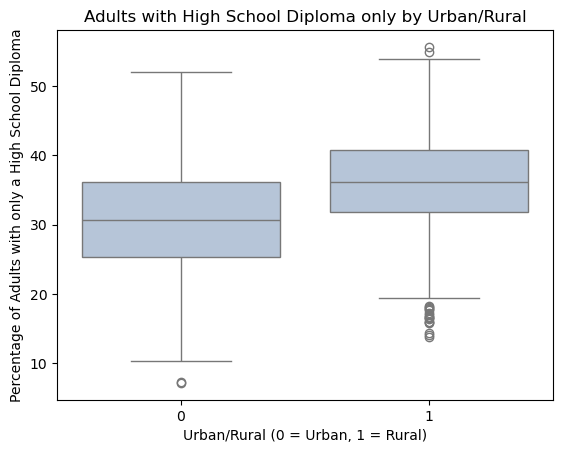 Adults with High School Diploma only by Urban/Rural
Percentage of Adults with only a High School Diploma
50
40
30
20
10
0
1
Urban/Rural (0 = Urban, 1 = Rural)